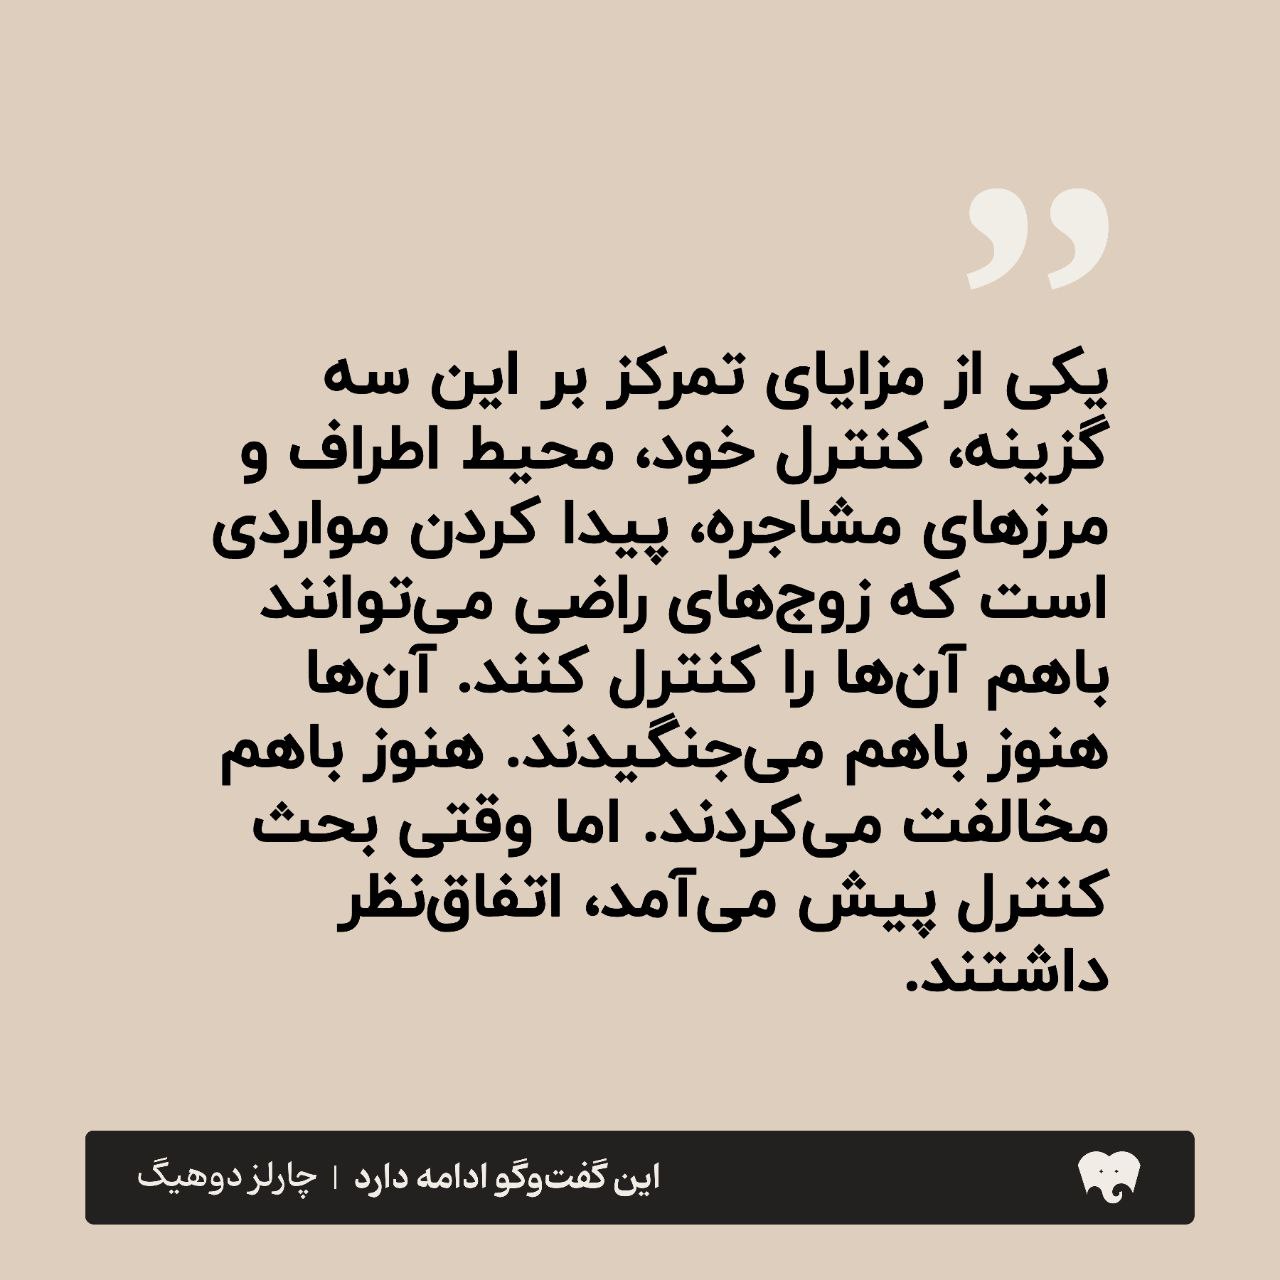 ”
یکی از مزایای تمرکز بر این سه
گزینه، کنترل خود، محیط اطراف و
مرزهای مشاجره، پیدا کردن مواردی
است که زوج‌های راضی می‌توانند
باهم آن‌ها را کنترل کنند. آن‌ها
هنوز باهم می‌جنگیدند. هنوز باهم
مخالفت می‌کردند. اما وقتی بحث
کنترل پیش می‌آمد، اتفاق‌نظر
داشتند.
این گفت‌وگو ادامه دارد | چارلز دوهیگ